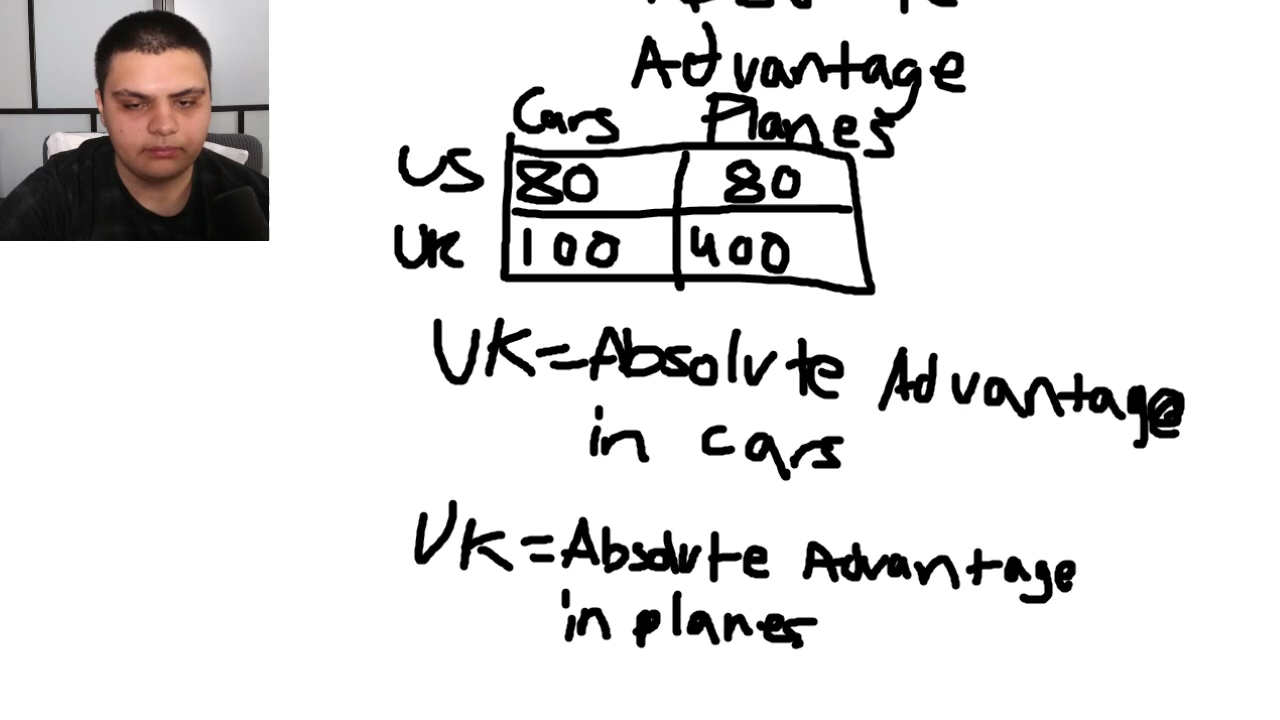 Advantage
Cars Planes
US 80 80
UK 100 400
UK=Absolute Advantage
in cars
UK=Absolute Advantage
in planes